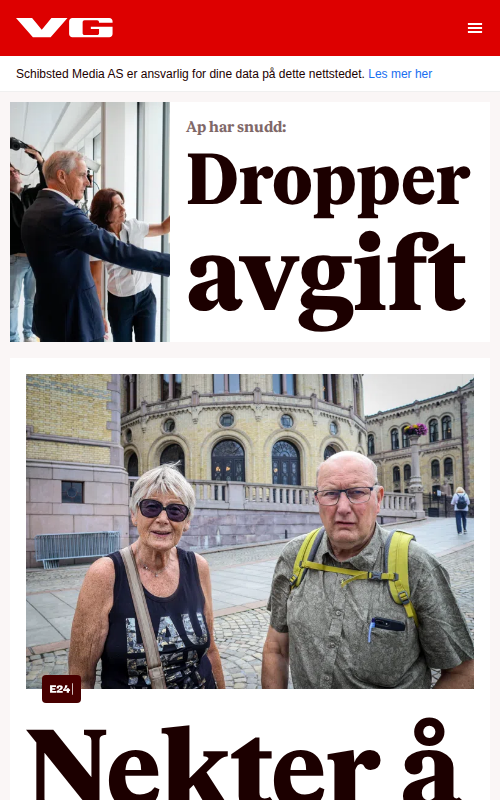 VG
Schibsted Media AS er ansvarlig for dine data på dette nettstedet. Les mer her
Ap har snudd:
Dropper
avgift
LAU
E24
Nekter å